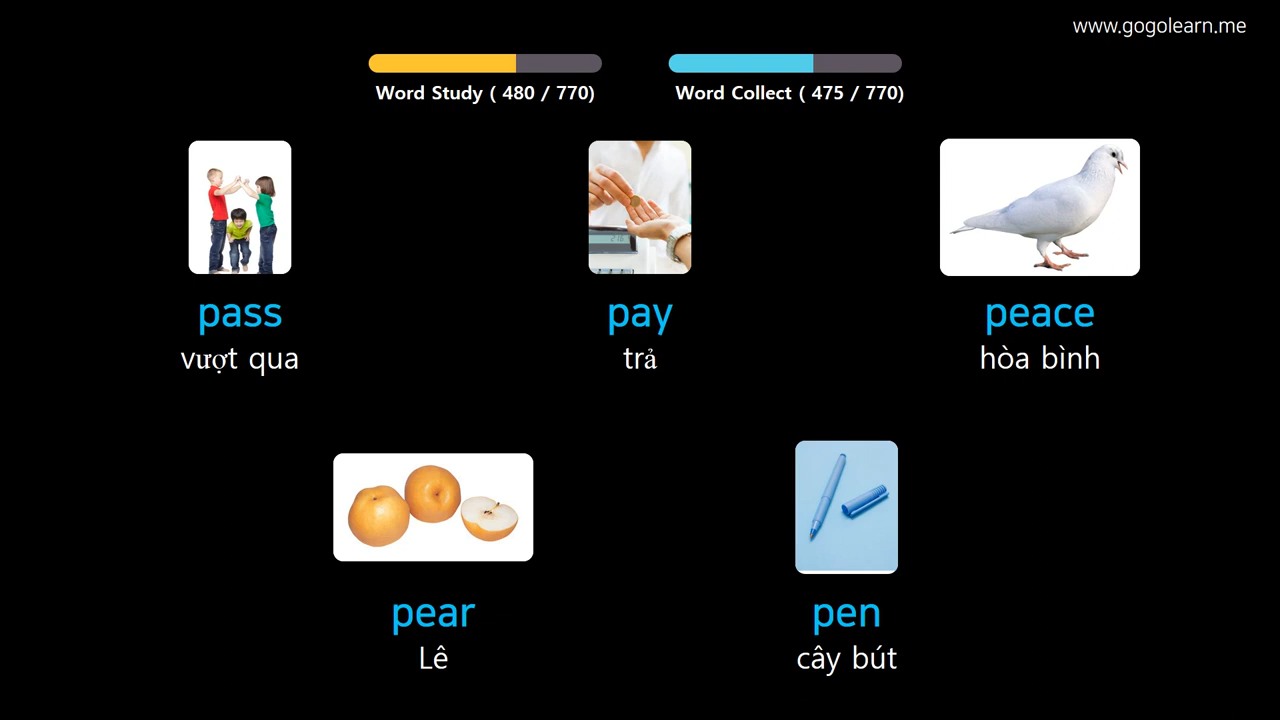 www.gogolearn.me
Word Study ( 480 / 770)
Word Collect ( 475 / 770)
pass
vượt qua
pay
trả
peace
hòa bình
pear
Lê
pen
cây bút